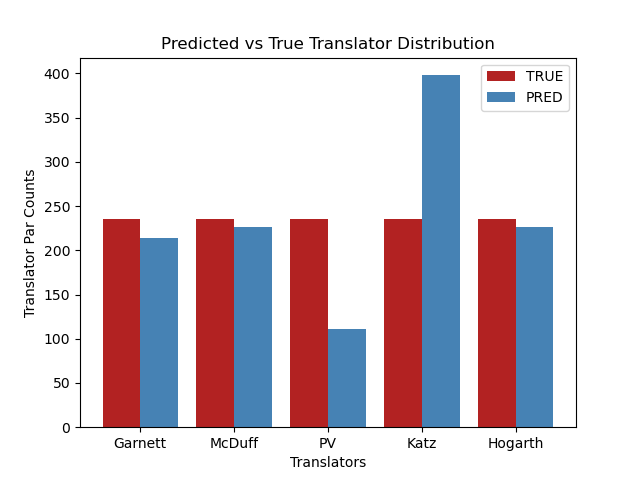 Predicted vs True Translator Distribution
TRUE
PRED
Translator Par Counts
400
350
300
250
200
150
100
50
0
Garnett McDuff PV Katz Hogarth
Translators